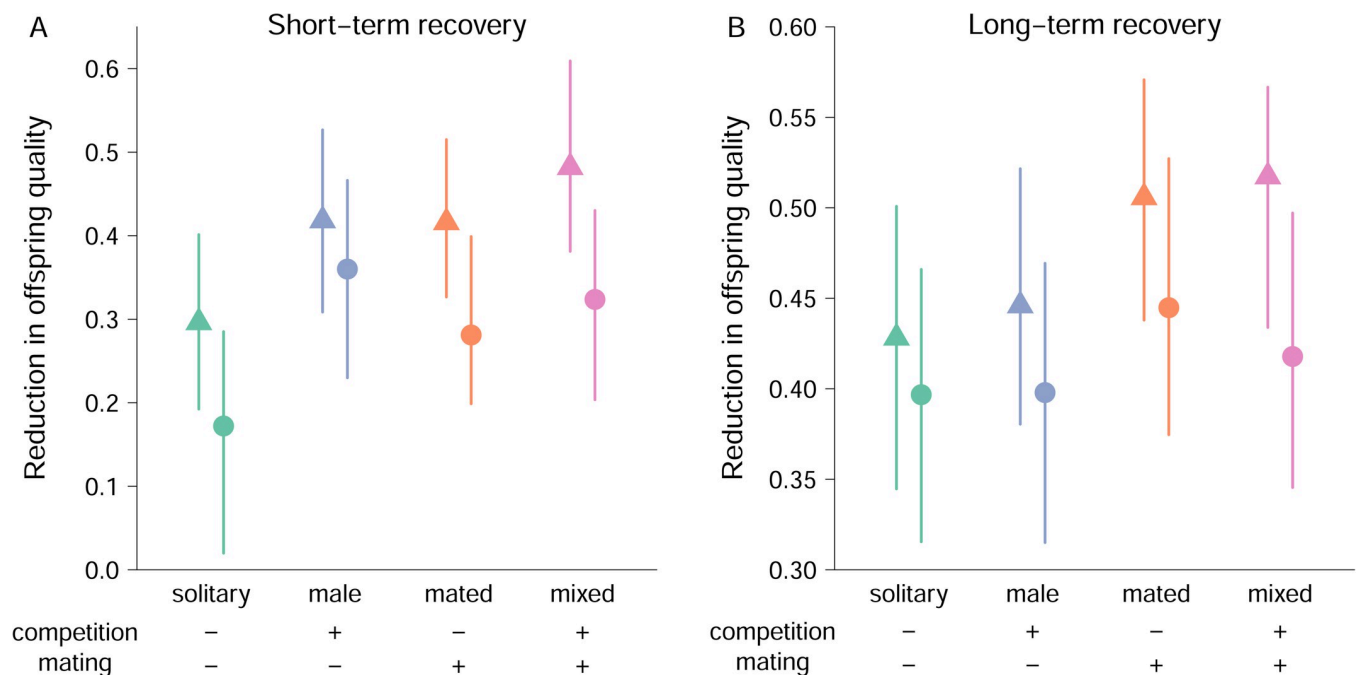 A
Short−term recovery
Reduction in offspring quality
0.6
0.5
0.4
0.3
0.2
0.1
0.0
solitary male mated mixed
competition − + − +
mating − − + +
B
Long−term recovery
Reduction in offspring quality
0.60
0.55
0.50
0.45
0.40
0.35
0.30
solitary male mated mixed
competition − + − +
mating − − + +